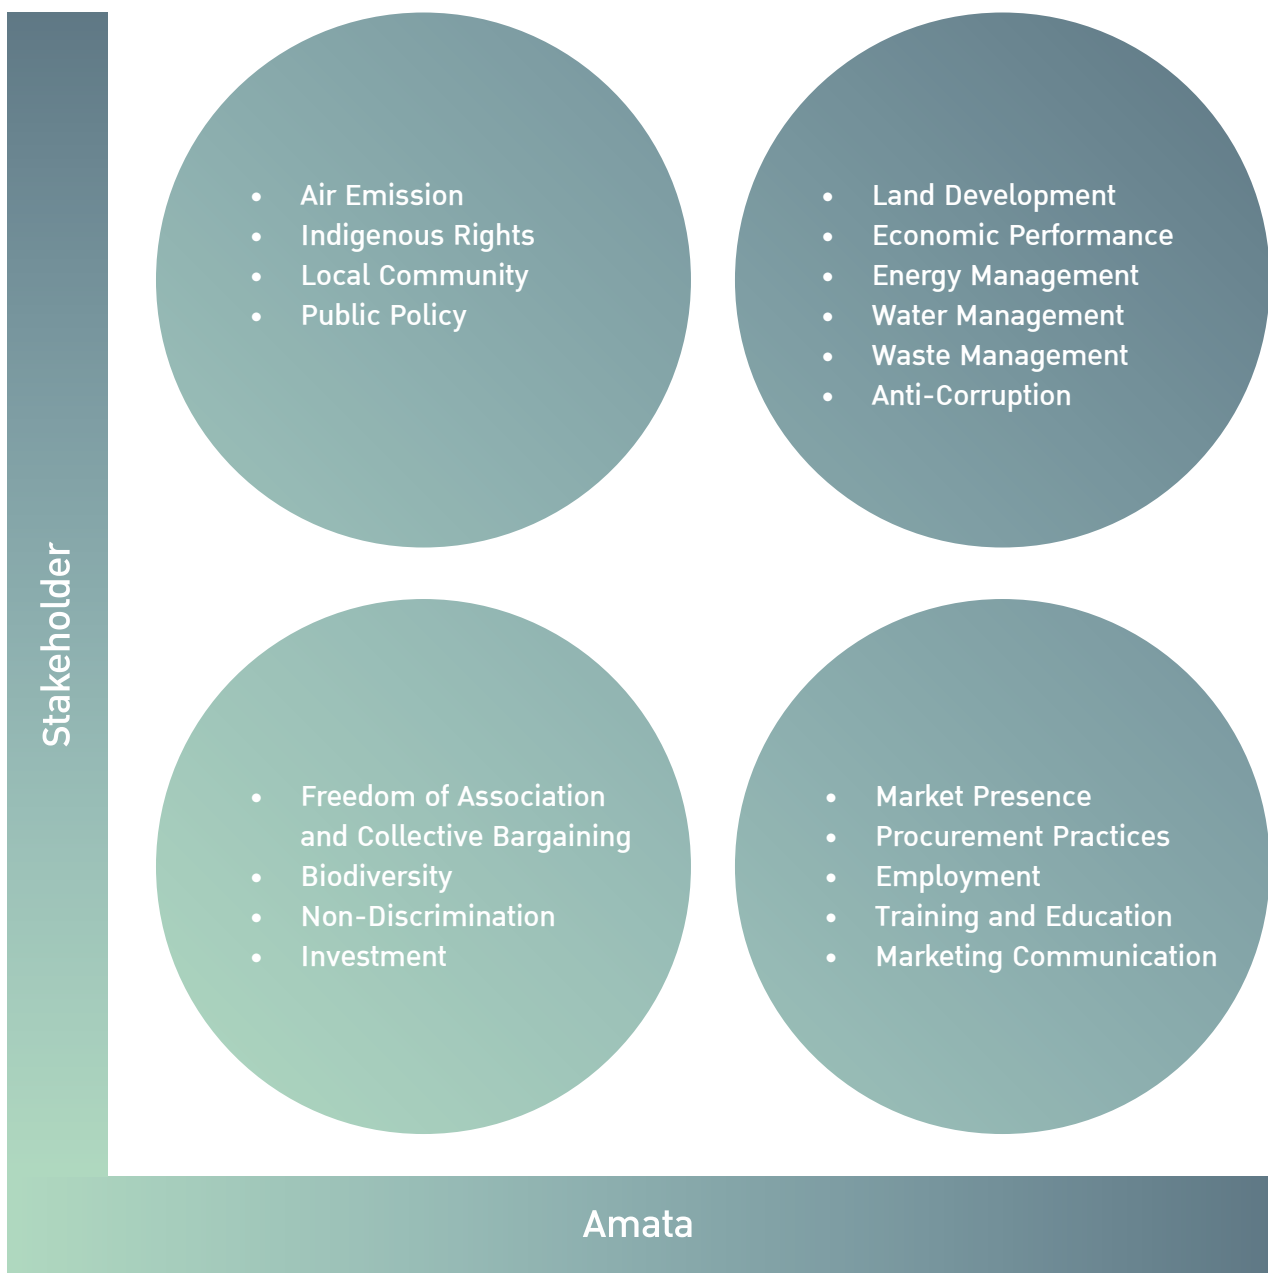 • Air Emission
• Indigenous Rights
• Local Community
• Public Policy
• Land Development
• Economic Performance
• Energy Management
• Water Management
• Waste Management
• Anti-Corruption
Stakeholder
• Freedom of Association
and Collective Bargaining
• Biodiversity
• Non-Discrimination
• Investment
• Market Presence
• Procurement Practices
• Employment
• Training and Education
• Marketing Communication
Amata